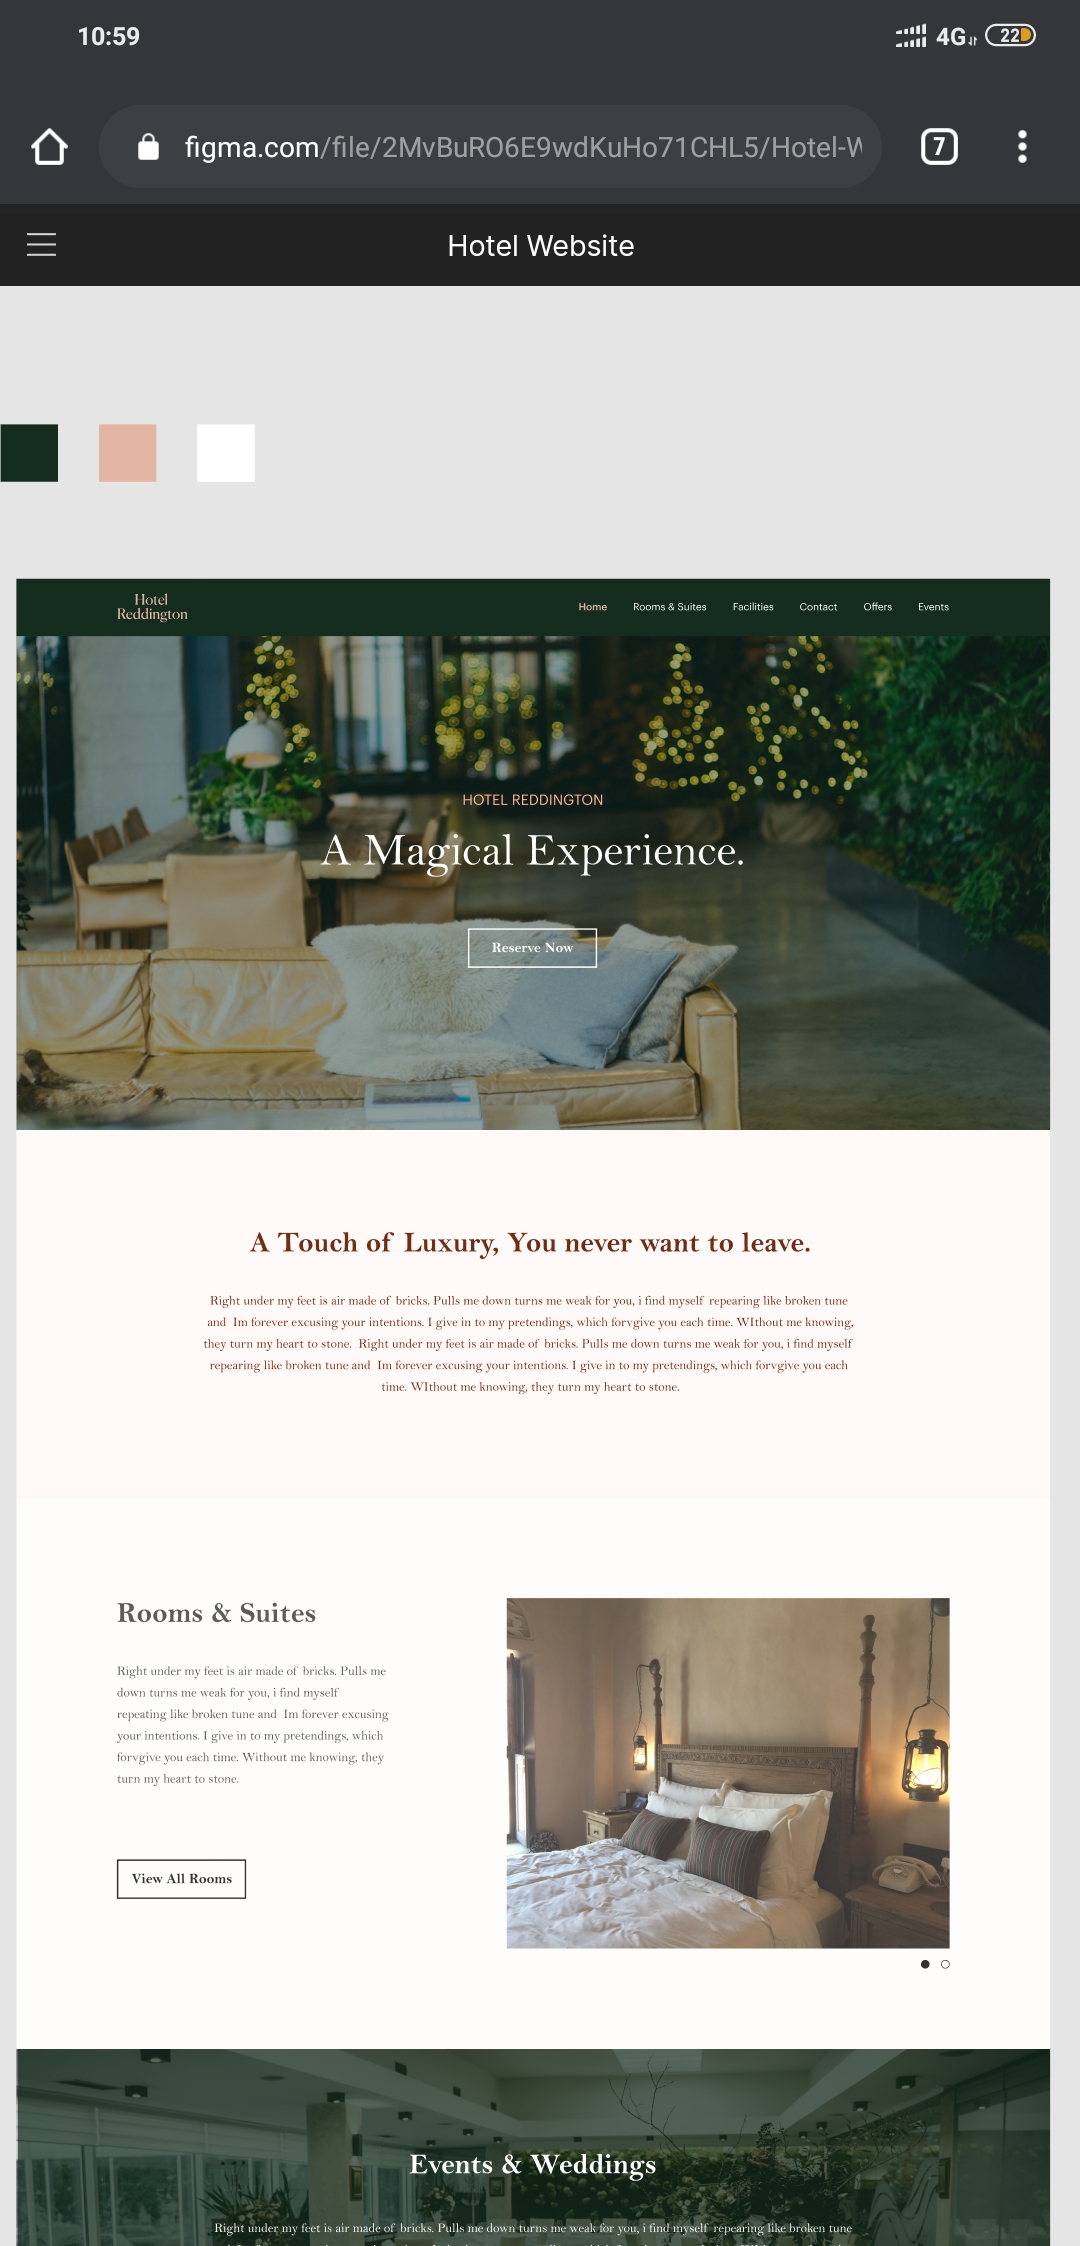 10:59
4G
22
figma.com/file/2MvBuRO6E9wdKuHo71CHL5/Hotel-W
7
Hotel Website
Hotel
Reddington
Home Rooms & Suites Facilities Contact Offers Events
HOTEL REDDINGTON
A Magical Experience.
Reserve Now
A Touch of Luxury, You never want to leave.
Right under my feet is air made of bricks. Pulls me down turns me weak for you, i find myself repearing like broken tune
and Im forever excusing your intentions. I give in to my pretendings, which forvgive you each time. WIthout me knowing,
they turn my heart to stone. Right under my feet is air made of bricks. Pulls me down turns me weak for you, i find myself
repearing like broken tune and Im forever excusing your intentions. I give in to my pretendings, which forvgive you each
time. WIthout me knowing, they turn my heart to stone.
Rooms & Suites
Right under my feet is air made of bricks. Pulls me
down turns me weak for you, i find myself
repeating like broken tune and Im forever excusing
your intentions. I give in to my pretendings, which
forvgive you each time. Without me knowing, they
turn my heart to stone.
View All Rooms
Events & Weddings
Right under my feet is air made of bricks. Pulls me down turns me weak for you, i find myself repearing like broken tune